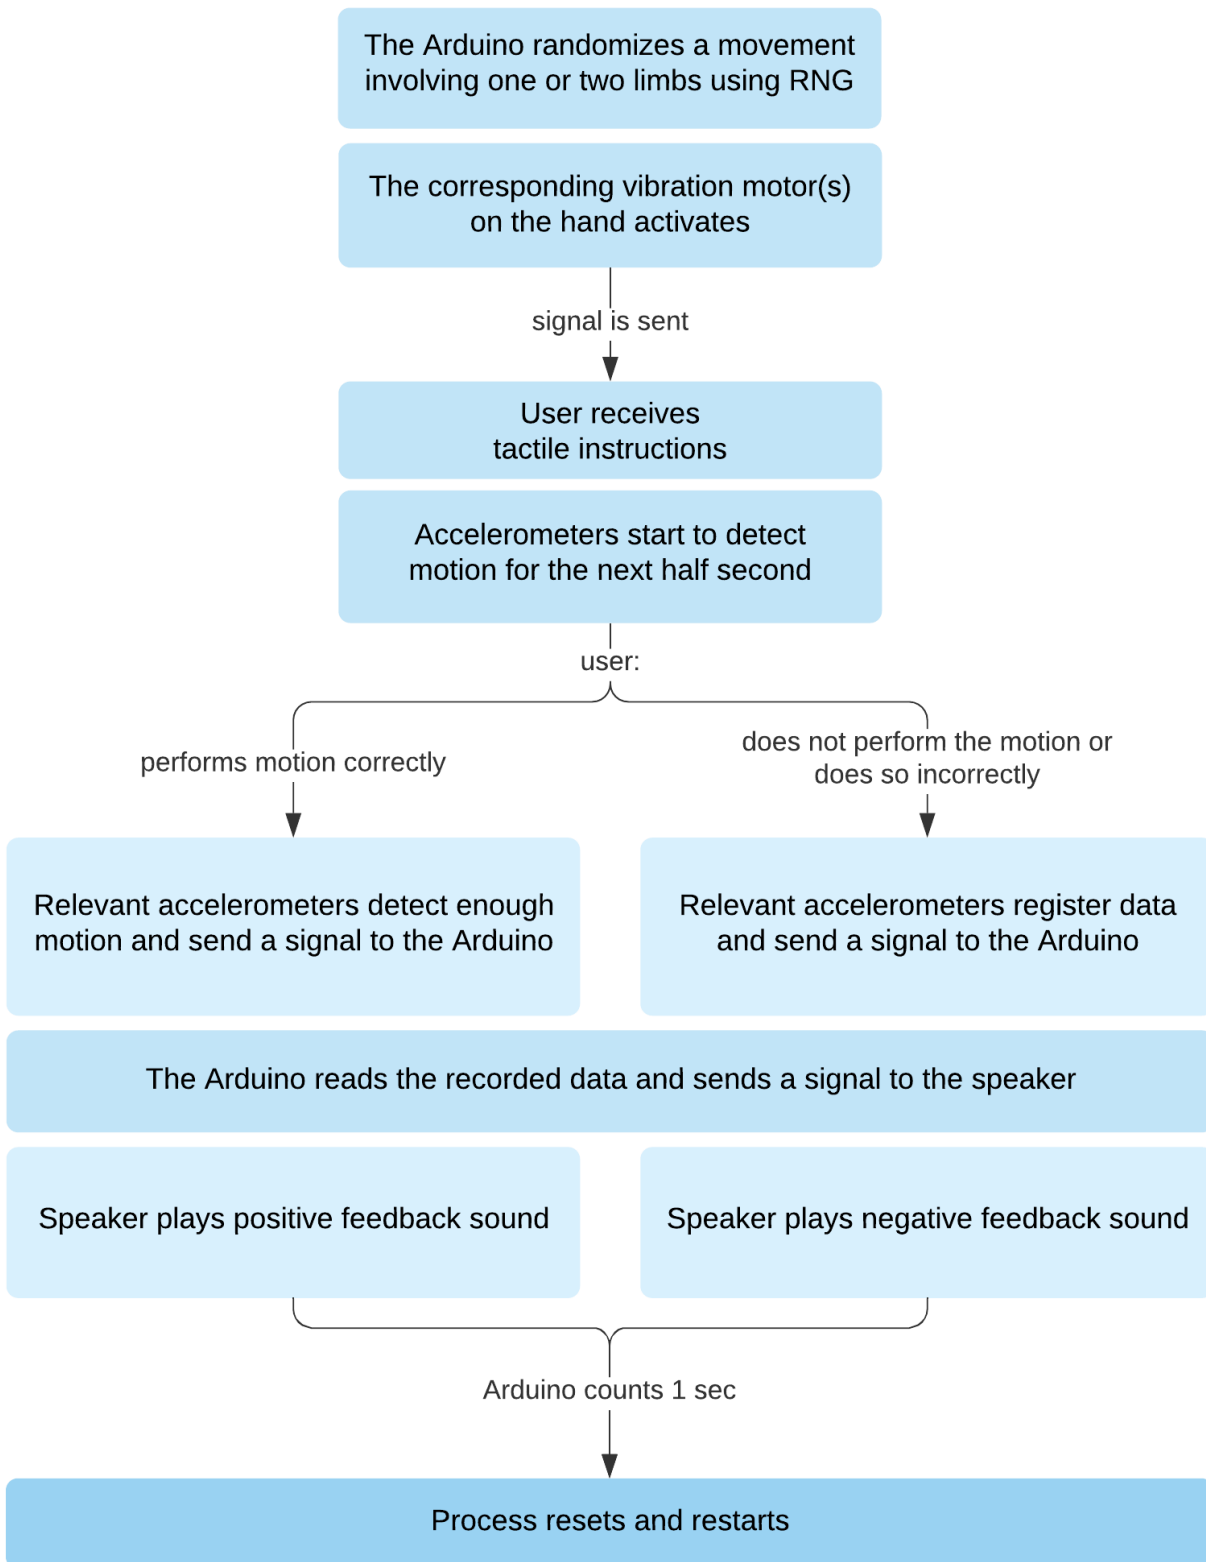 The Arduino randomizes a movement
involving one or two limbs using RNG
The corresponding vibration motor(s)
on the hand activates
signal is sent
User receives
tactile instructions
Accelerometers start to detect
motion for the next half second
user:
performs motion correctly
does not perform the motion or
does so incorrectly
Relevant accelerometers detect enough
motion and send a signal to the Arduino
Relevant accelerometers register data
and send a signal to the Arduino
The Arduino reads the recorded data and sends a signal to the speaker
Speaker plays positive feedback sound
Speaker plays negative feedback sound
Arduino counts 1 sec
Process resets and restarts